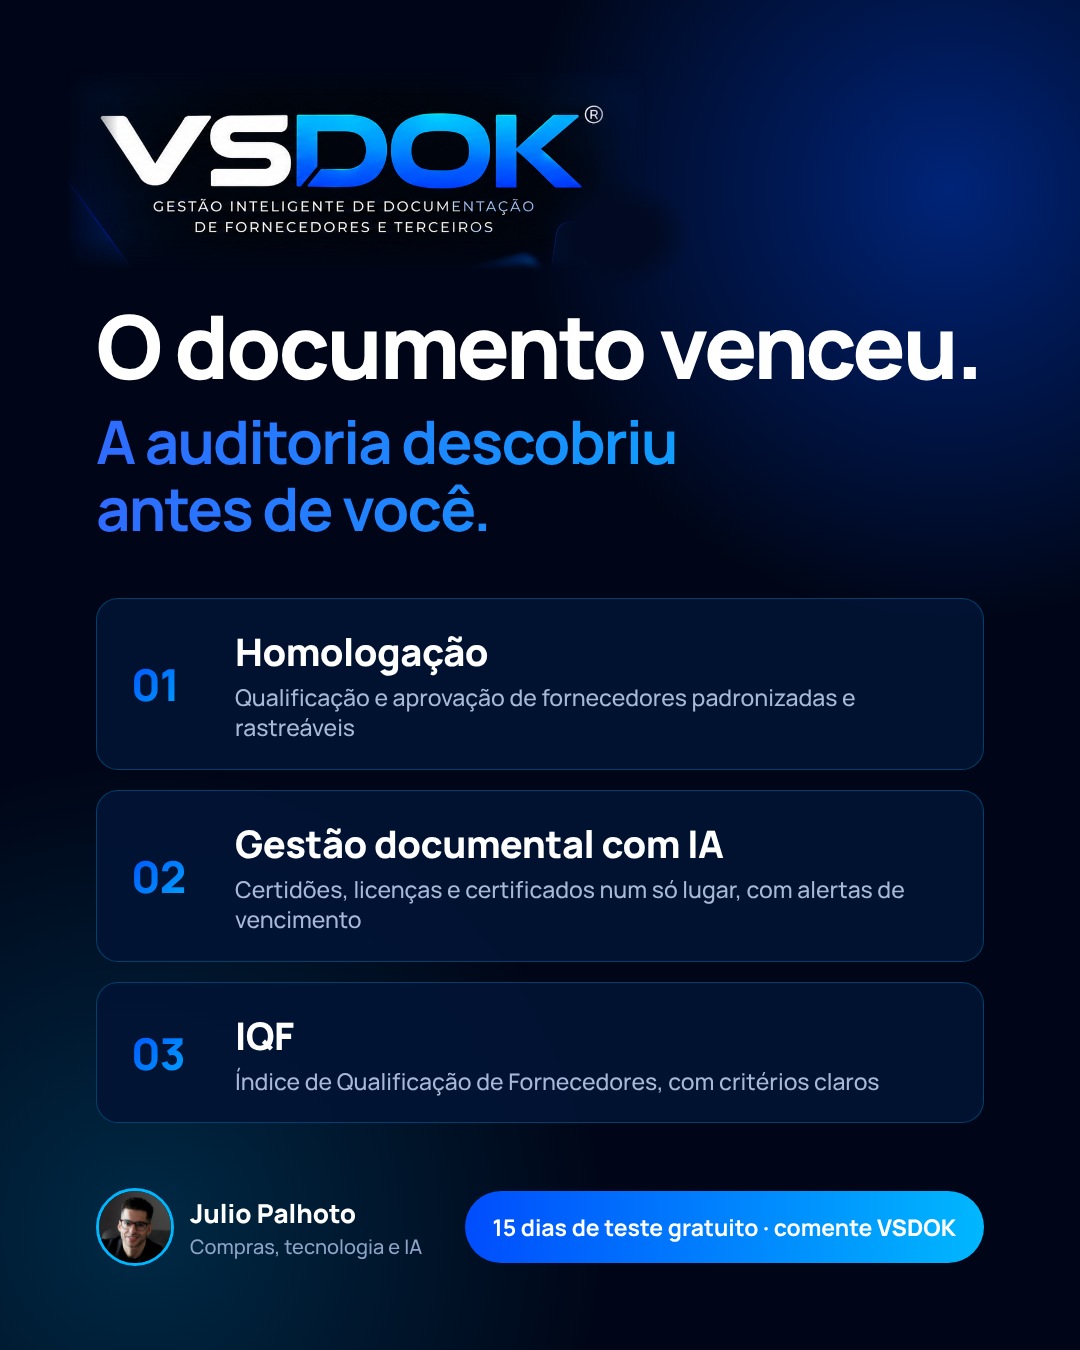 VSDOK®
GESTÃO INTELIGENTE DE DOCUMENTAÇÃO
DE FORNECEDORES E TERCEIROS
O documento venceu.
A auditoria descobriu
antes de você.
01
Homologação
Qualificação e aprovação de fornecedores padronizadas e
rastreáveis
02
Gestão documental com IA
Certidões, licenças e certificados num só lugar, com alertas de
vencimento
03
IQF
Índice de Qualificação de Fornecedores, com critérios claros
Julio Palhoto
Compras, tecnologia e IA
15 dias de teste gratuito · comente VSDOK